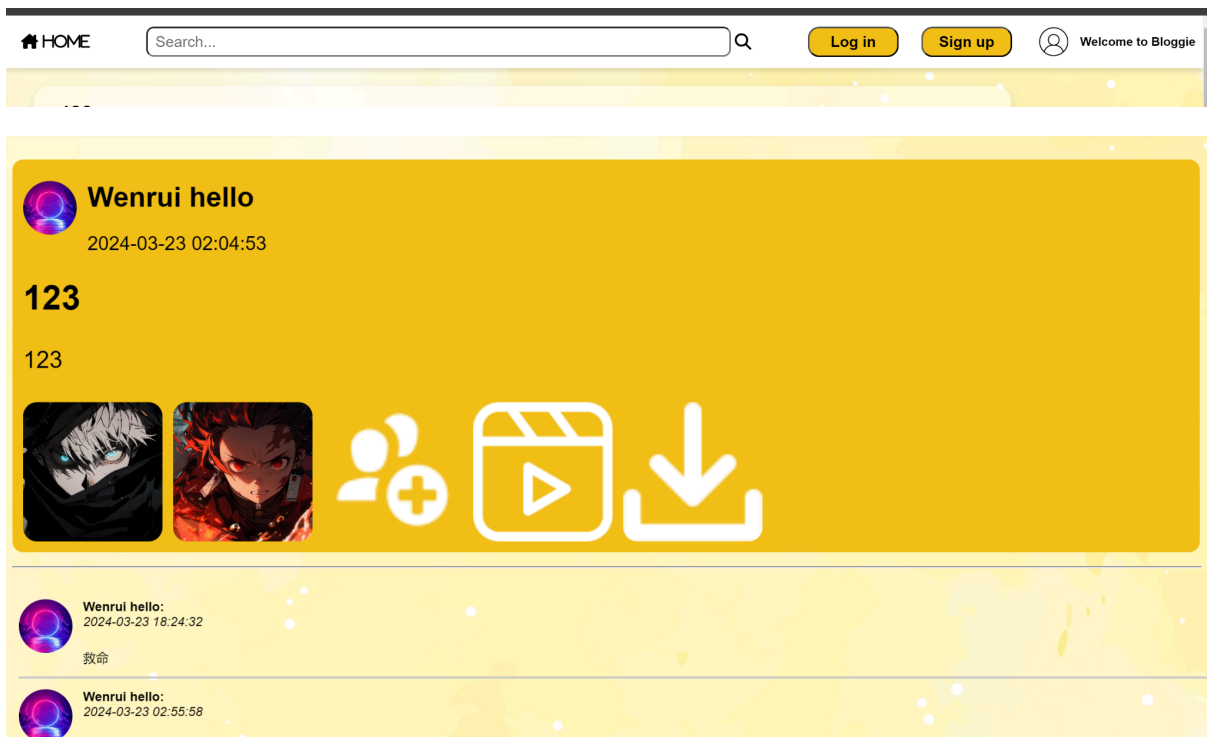 HOME
Search...
Log in
Sign up
Welcome to Bloggie
Wenrui hello
2024-03-23 02:04:53
123
123
Wenrui hello:
2024-03-23 18:24:32
救命
Wenrui hello:
2024-03-23 02:55:58